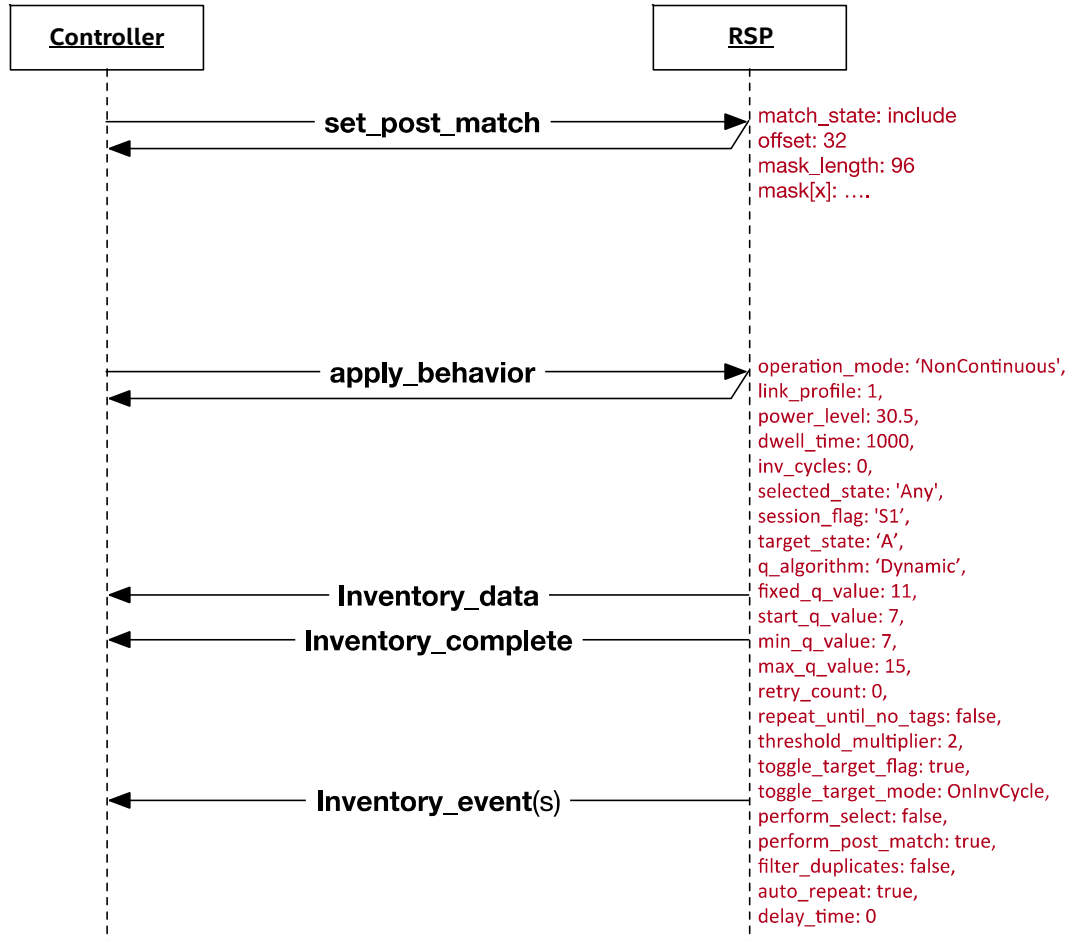 Controller
RSP
set_post_match
match_state: include
offset: 32
mask_length: 96
mask[x]: ….
apply_behavior
operation_mode: ‘NonContinuous',
link_profile: 1,
power_level: 30.5,
dwell_time: 1000,
inv_cycles: 0,
selected_state: 'Any',
session_flag: 'S1’,
target_state: ‘A’,
q_algorithm: ‘Dynamic’,
Inventory_data
fixed_q_value: 11,
start_q_value: 7,
Inventory_complete
min_q_value: 7,
max_q_value: 15,
retry_count: 0,
repeat_until_no_tags: false,
threshold_multiplier: 2,
toggle_target_flag: true,
toggle_target_mode: OnInvCycle,
Inventory_event(s)
perform_select: false,
perform_post_match: true,
filter_duplicates: false,
auto_repeat: true,
delay_time: 0